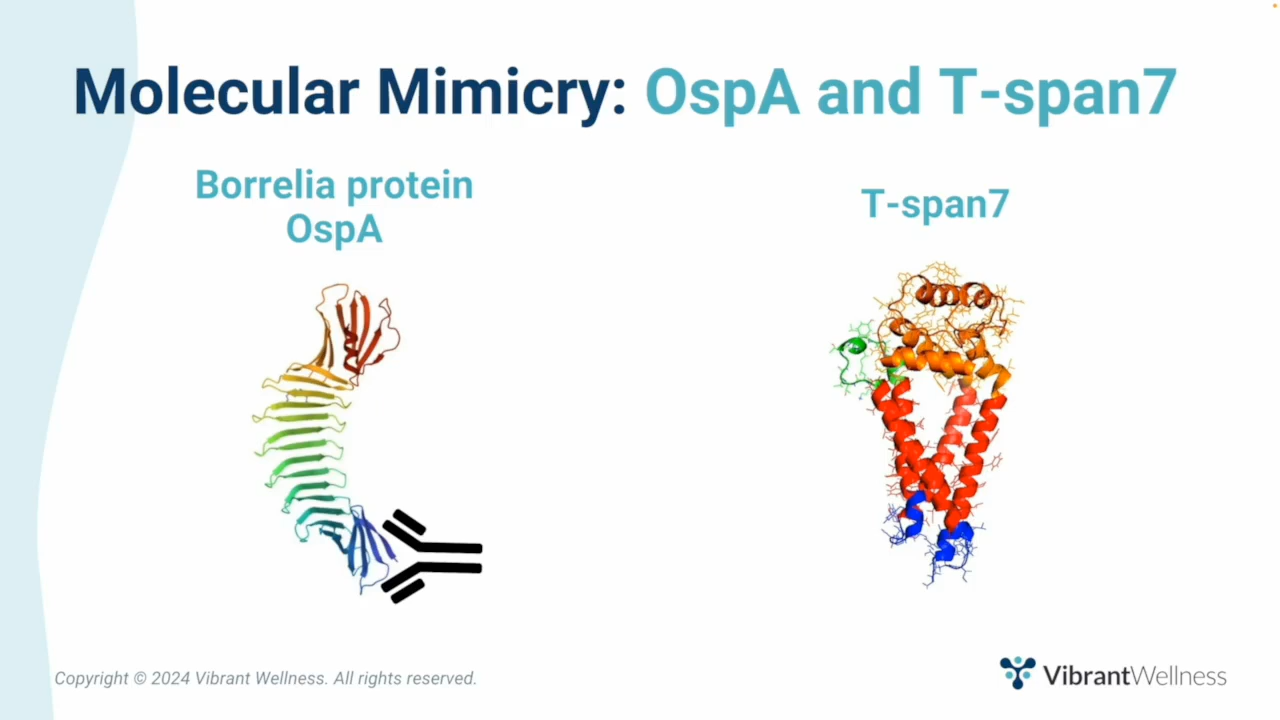 Molecular Mimicry: OspA and T-span7
Borrelia protein
OspA
T-span7
Copyright © 2024 Vibrant Wellness. All rights reserved.
VibrantWellness